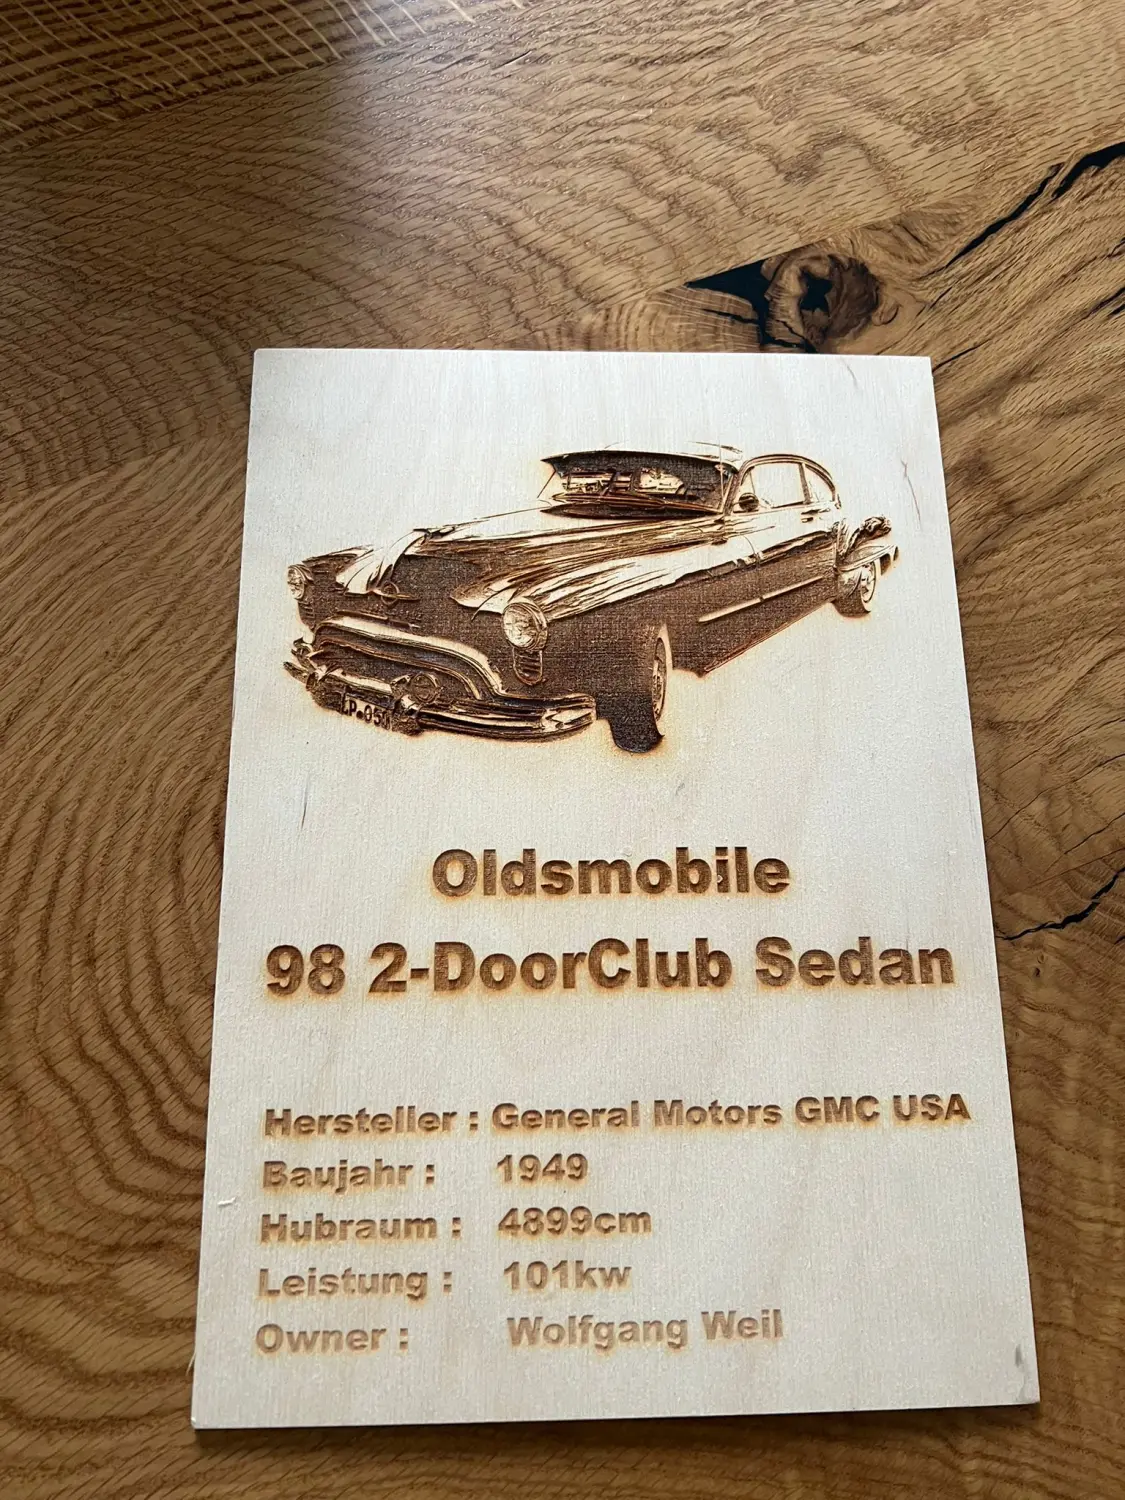 Oldsmobile
98 2-DoorClub Sedan
Hersteller : General Motors GMC USA
Baujahr : 1949
Hubraum : 4899cm
Leistung : 101kw
Owner : Wolfgang Weil